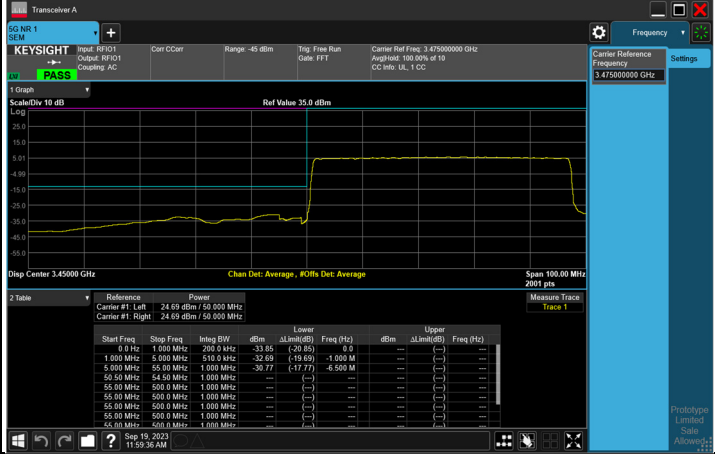 Transceiver A
5G NR 1
SEM
Frequency
KEYSIGHT
Input: RFIO1
Output: RFIO1
Coupling: AC
Corr CCorr
Range: -45 dBm
Trig: Free Run
Gate: FFT
Carrier Ref Freq: 3.475000000 GHz
Avg|Hold: 100.00% of 10
CC Info: UL, 1 CC
PASS
Carrier Reference
Frequency
3.475000000 GHz
Settings
1 Graph
Scale/Div 10 dB
Ref Value 35.0 dBm
Log
25.0
15.0
5.01
-4.99
-15.0
-25.0
-35.0
-45.0
-55.0
Disp Center 3.45000 GHz
Chan Det: Average , #Offs Det: Average
Span 100.00 MHz
2001 pts
2 Table
Reference Power
Carrier #1: Left 24.69 dBm / 50.000 MHz
Carrier #1: Right 24.69 dBm / 50.000 MHz
Measure Trace
Trace 1
Lower Upper
Start Freq Stop Freq Integ BW dBm ΔLimit(dB) Freq (Hz) dBm ΔLimit(dB) Freq (Hz)
0.0 Hz 1.000 MHz 200.0 kHz -33.85 (-20.85) 0.0 --- (---) ---
1.000 MHz 5.000 MHz 510.0 kHz -32.69 (-19.69) -1.000 M --- (---) ---
5.000 MHz 55.00 MHz 1.000 MHz -30.77 (-17.77) -6.500 M --- (---) ---
50.50 MHz 54.50 MHz 1.000 MHz --- (---) --- --- (---) ---
55.00 MHz 500.0 MHz 1.000 MHz --- (---) --- --- (---) ---
55.00 MHz 500.0 MHz 1.000 MHz --- (---) --- --- (---) ---
55.00 MHz 500.0 MHz 1.000 MHz --- (---) --- --- (---) ---
55.00 MHz 500.0 MHz 1.000 MHz --- (---) --- --- (---) ---
55.00 MHz 500.0 MHz 1.000 MHz --- (---) --- --- (---) ---
Sep 19, 2023
11:59:36 AM
Prototype
Limited
Sale
Allowed